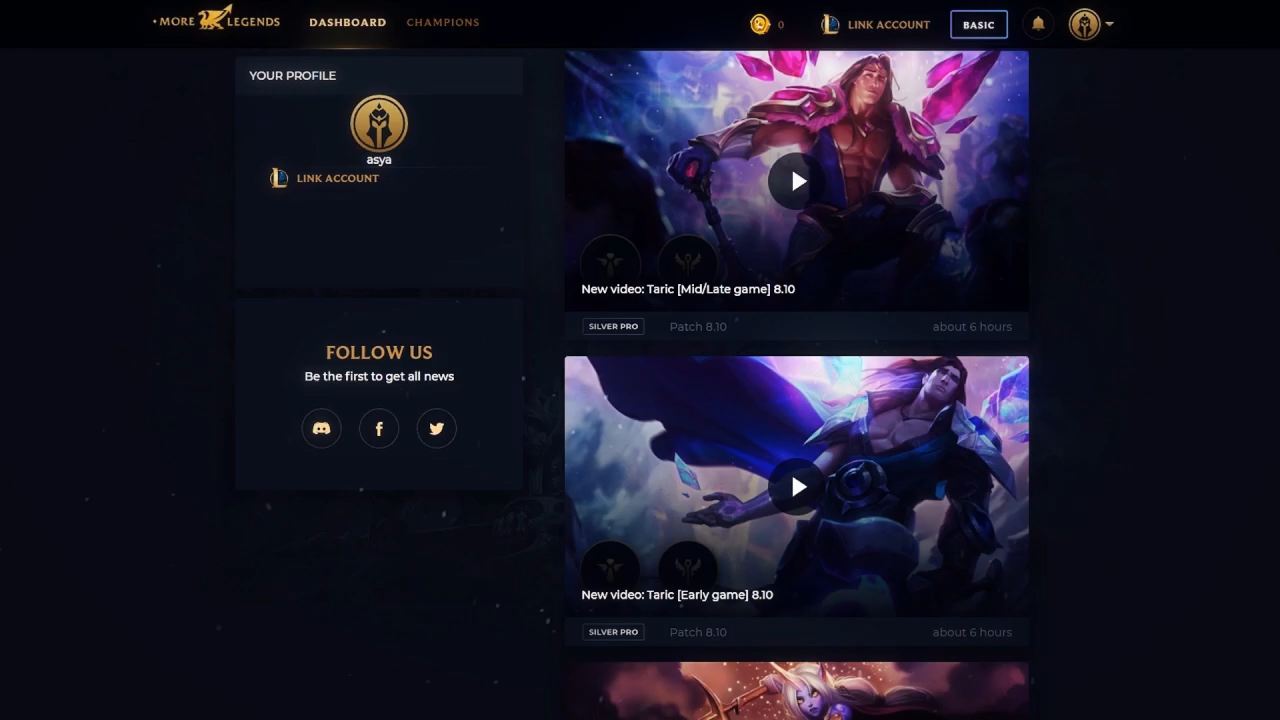 MORE LEGENDS
DASHBOARD
CHAMPIONS
0
LINK ACCOUNT
BASIC
YOUR PROFILE
asya
LINK ACCOUNT
FOLLOW US
Be the first to get all news
New video: Taric [Mid/Late game] 8.10
SILVER PRO
Patch 8.10
about 6 hours
New video: Taric [Early game] 8.10
SILVER PRO
Patch 8.10
about 6 hours